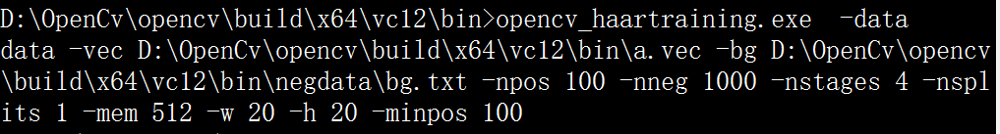 D:\OpenCv\opencv\build\x64\vc12\bin>opencv_haartraining.exe  -data
data -vec D:\OpenCv\opencv\build\x64\vc12\bin\a.vec -bg D:\OpenCv\opencv
\build\x64\vc12\bin\negdata\bg.txt -npos 100 -nneg 1000 -nstages 4 -nspl
its 1 -mem 512 -w 20 -h 20 -minpos 100